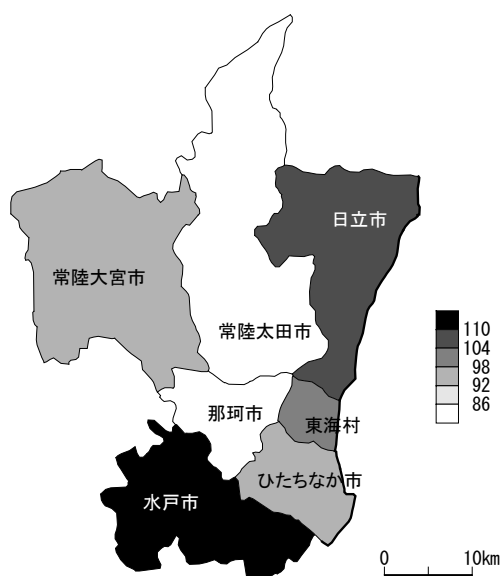 日立市
常陸大宮市
常陸太田市
那珂市
東海村
ひたちなか市
水戸市
110
104
98
92
86
0 10km